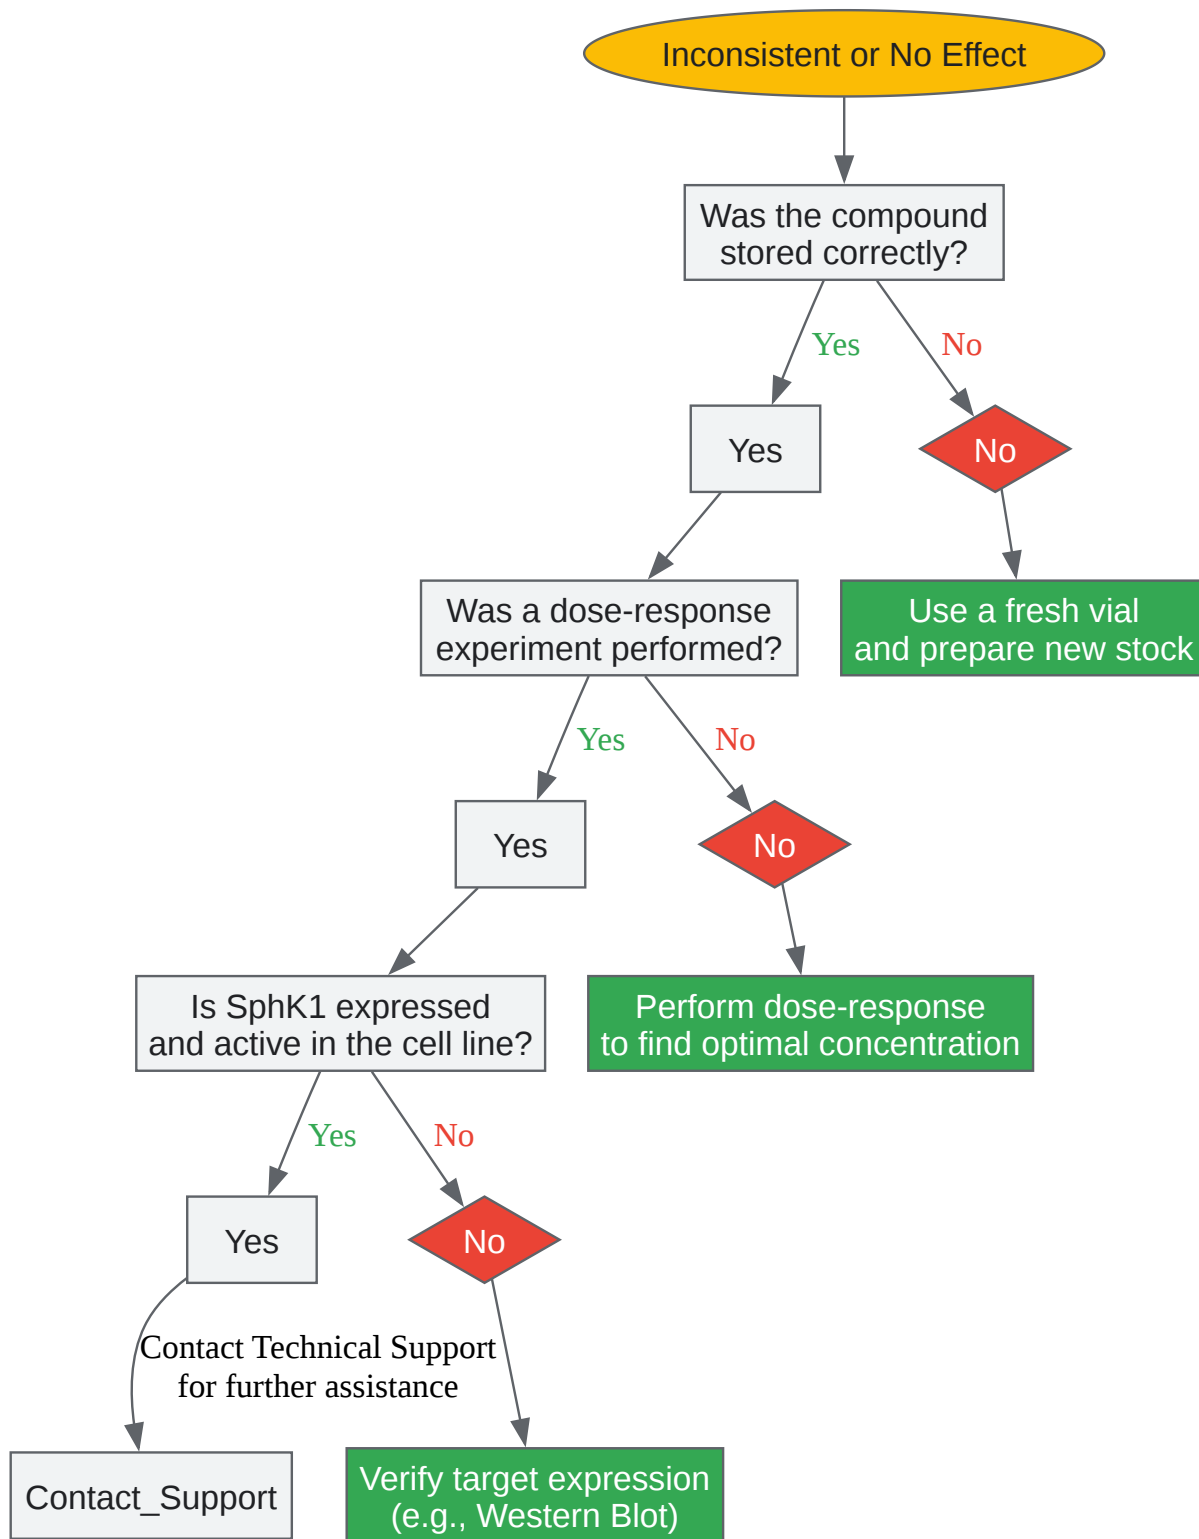 Inconsistent or No Effect
Was the compound
stored correctly?
Yes
No
Yes
No
Was a dose-response
experiment performed?
Use a fresh vial
and prepare new stock
Yes
No
Yes
No
Is SphK1 expressed
and active in the cell line?
Perform dose-response
to find optimal concentration
Yes
No
Yes
No
Contact Technical Support
for further assistance
Contact_Support
Verify target expression
(e.g., Western Blot)